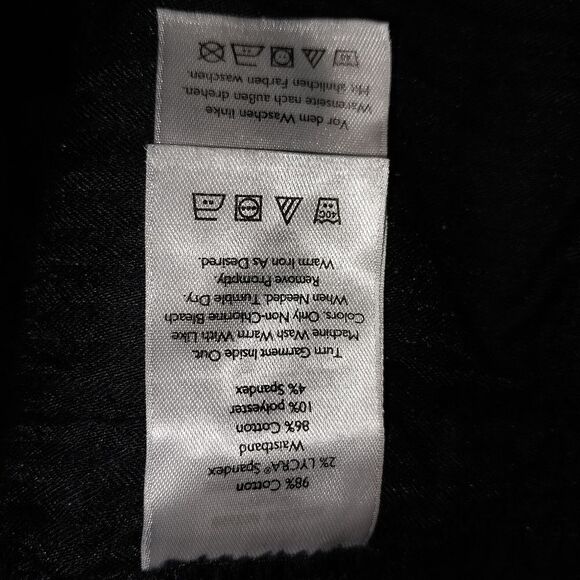 98% Cotton
2% LYCRA® Spandex
Waistband
86% Cotton
10% polyester
4% Spandex
Turn Garment Inside Out.
Machine Wash Warm With Like
Colors. Only Non-Chlorine Bleach
When Needed. Tumble Dry.
Remove Promptly.
Warm Iron As Desired.
40C
Vor dem Waschen linke
Warenseite nach außen drehen.
Mit ähnlichen Farben waschen.